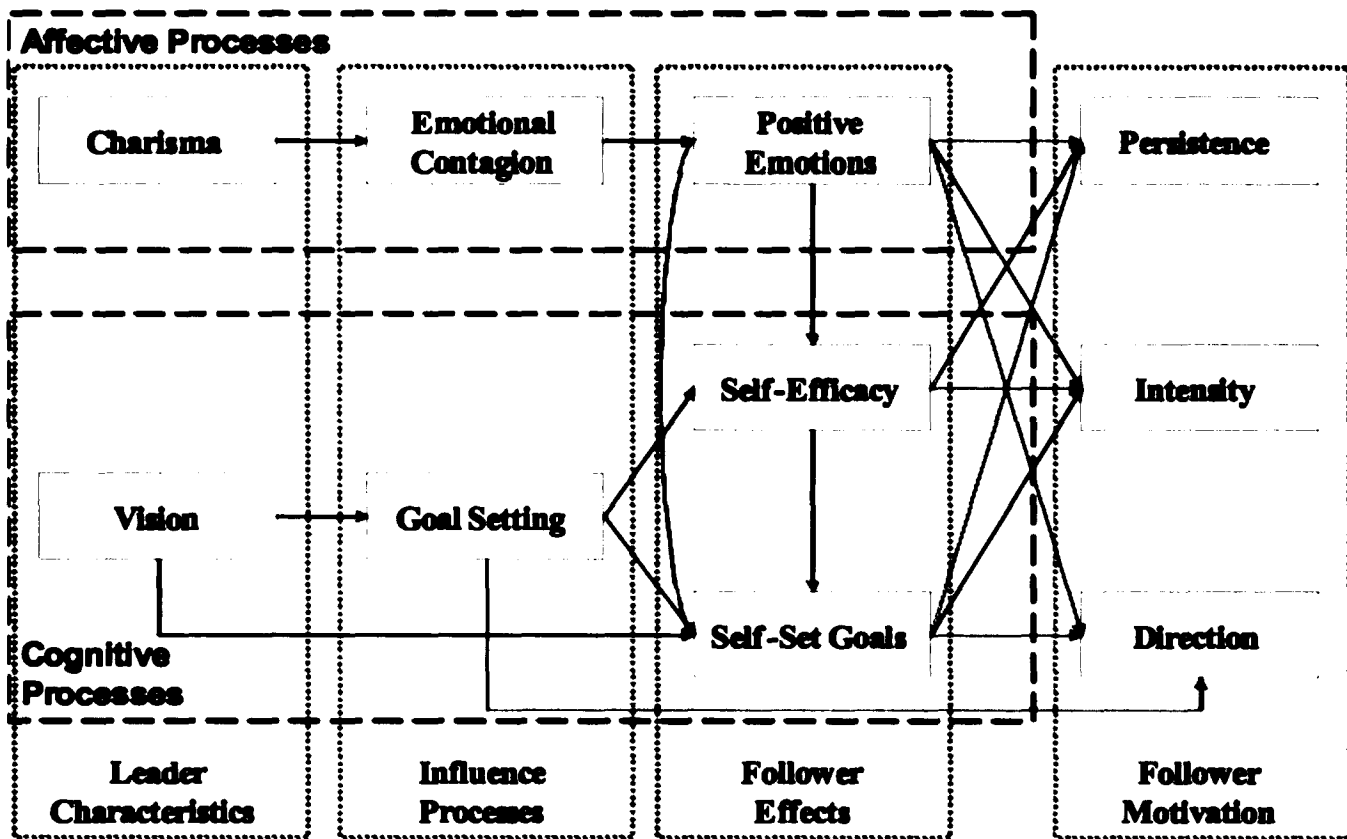 Affective Processes
Charisma
Emotional
Contagion
Positive
Emotions
Persistence
Self-Efficacy
Intensity
Vision
Goal Setting
Self-Set Goals
Direction
Cognitive
Processes
Leader
Characteristics
Influence
Processes
Follower
Effects
Follower
Motivation